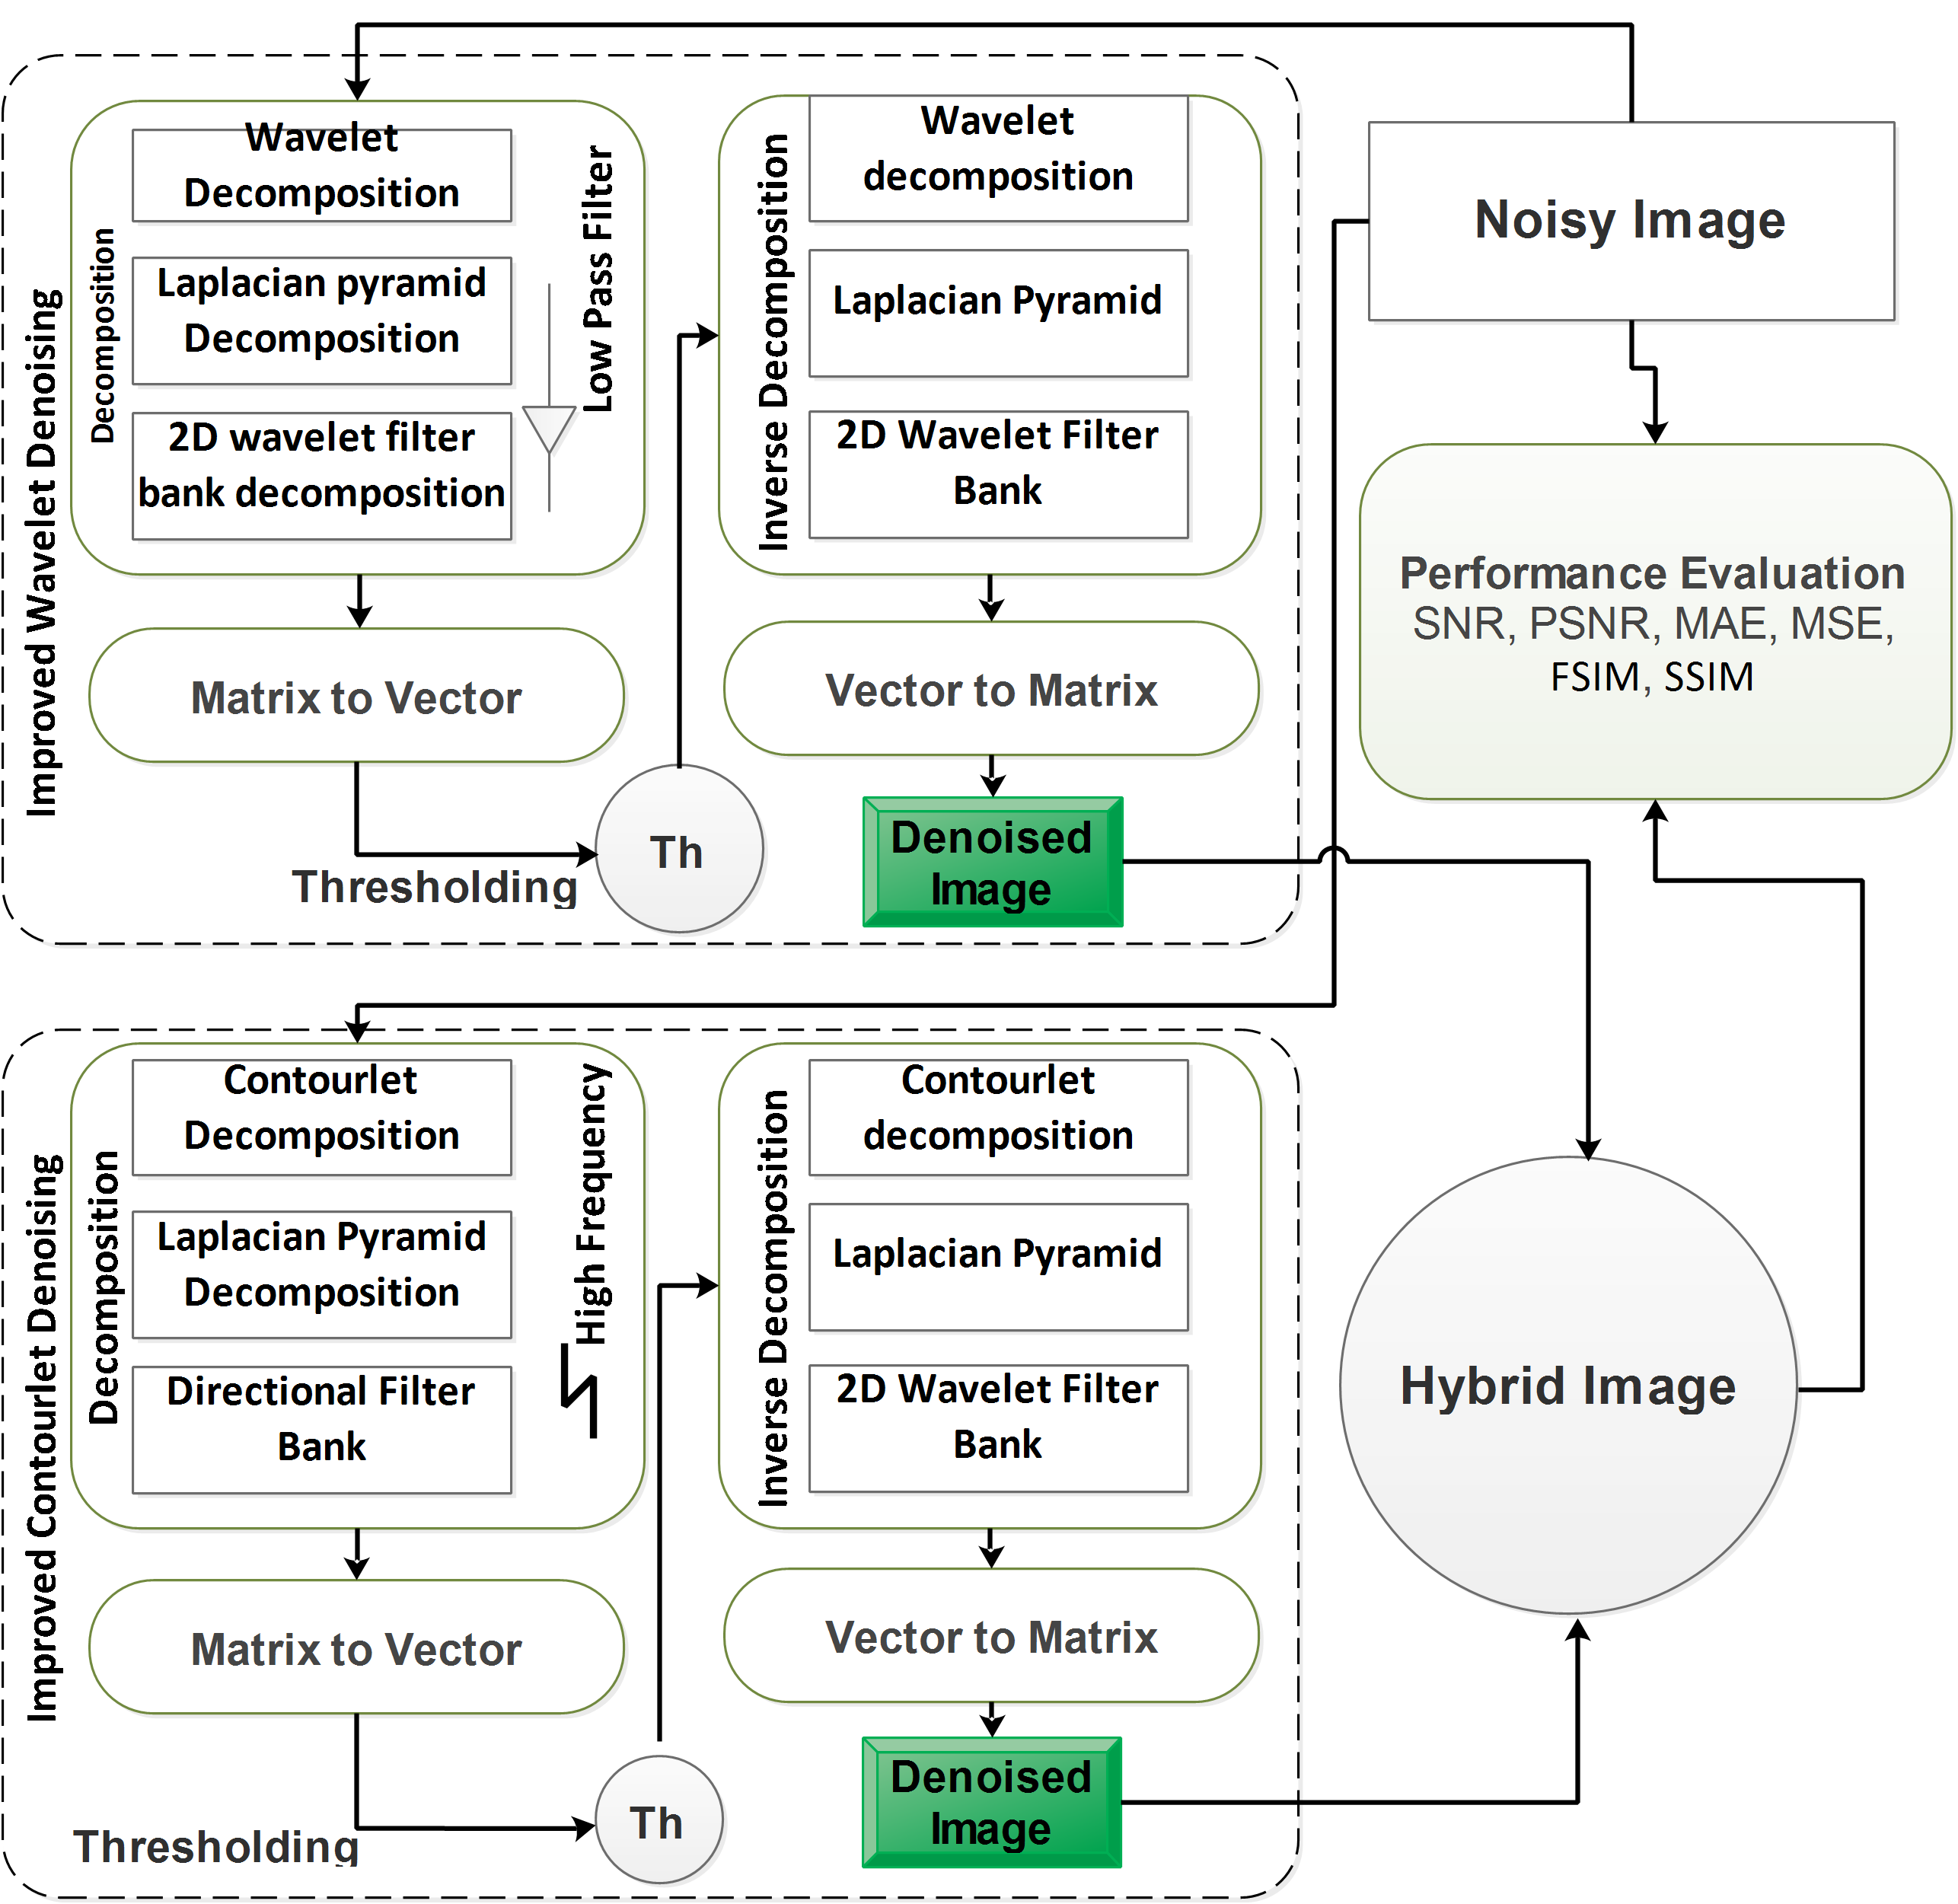 Improved Wavelet Denoising
Decomposition
Wavelet
Decomposition
Laplacian pyramid
Decomposition
2D wavelet filter
bank decomposition
Low Pass Filter
Matrix to Vector
Thresholding
Th
Inverse Decomposition
Wavelet
decomposition
Laplacian Pyramid
2D Wavelet Filter
Bank
Vector to Matrix
Denoised
Image
Noisy Image
Performance Evaluation
SNR, PSNR, MAE, MSE,
FSIM, SSIM
Improved Contourlet Denoising
Decomposition
Contourlet
Decomposition
Laplacian Pyramid
Decomposition
Directional Filter
Bank
High Frequency
Matrix to Vector
Thresholding
Th
Inverse Decomposition
Contourlet
decomposition
Laplacian Pyramid
2D Wavelet Filter
Bank
Vector to Matrix
Denoised
Image
Hybrid Image